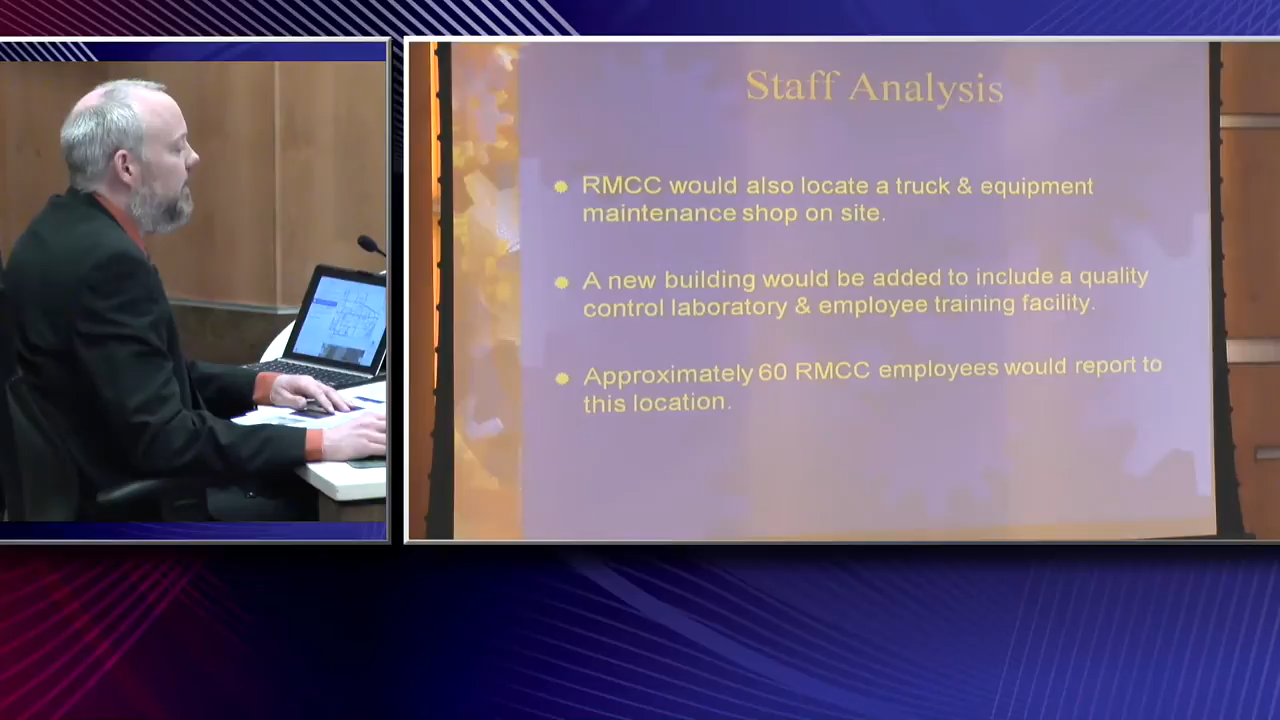 Staff Analysis
RMCC would also locate a truck & equipment
maintenance shop on site.
A new building would be added to include a quality
control laboratory & employee training facility.
Approximately 60 RMCC employees would report to
this location.